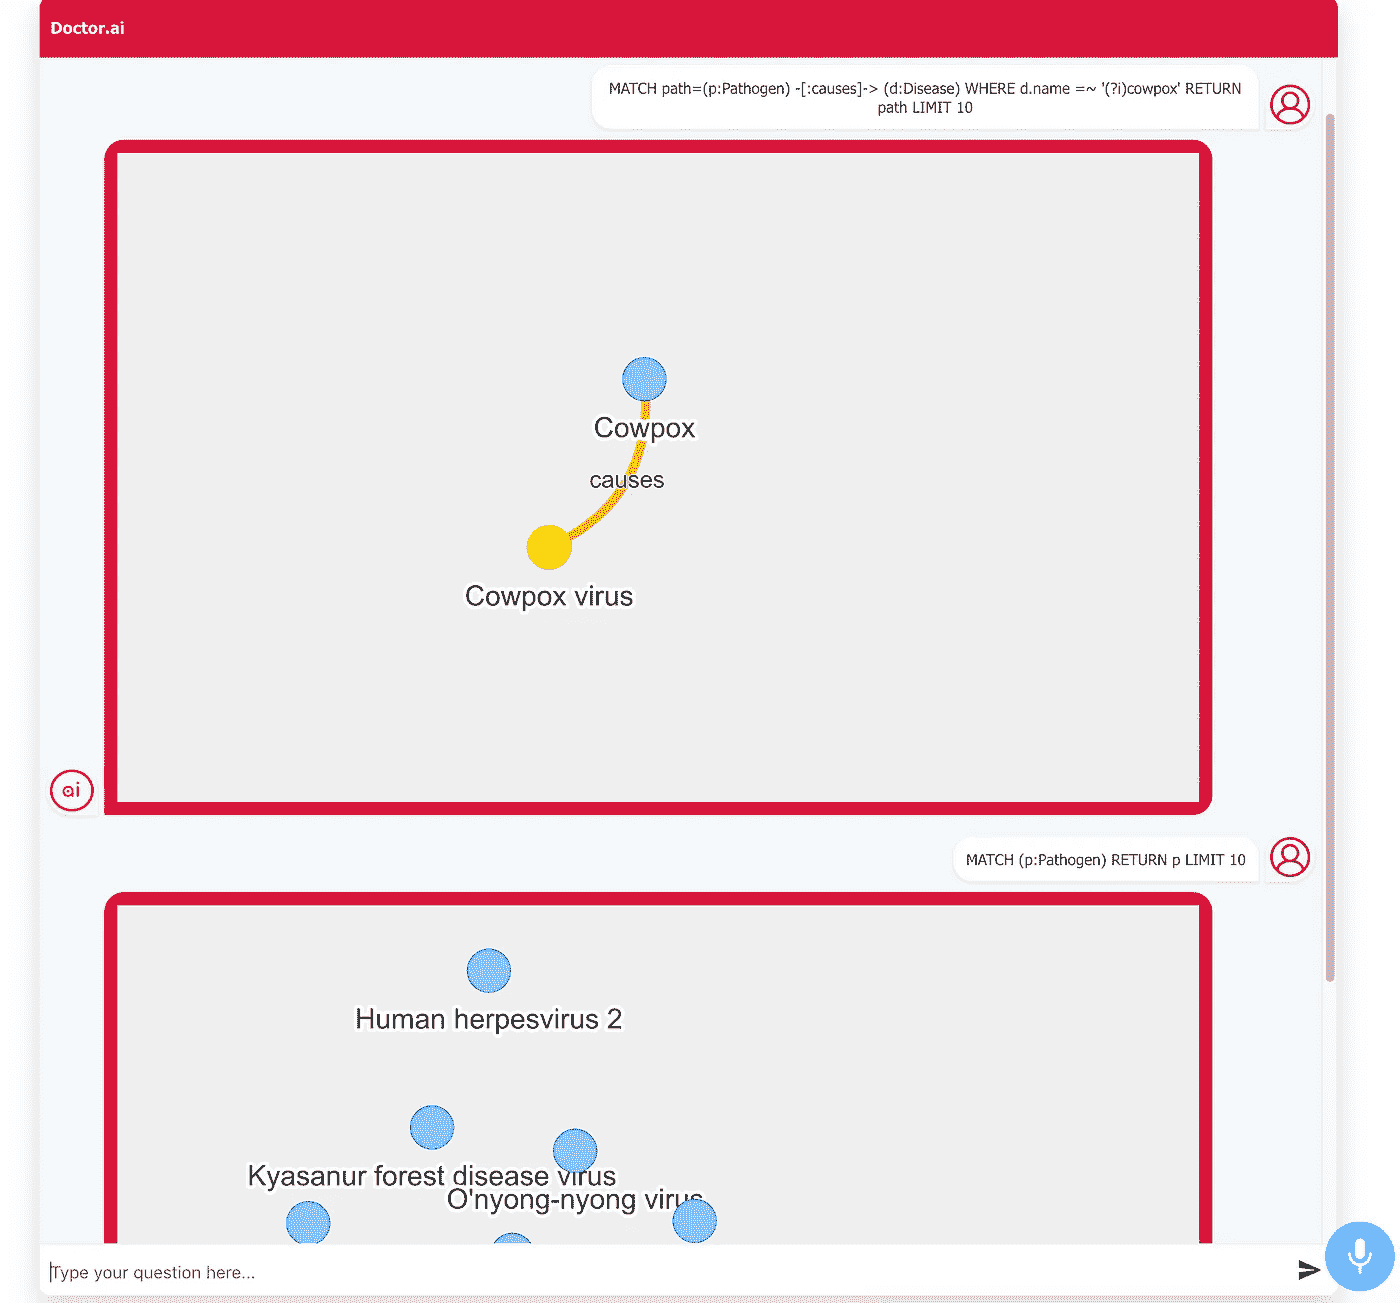 Doctor.ai
MATCH path=(p:Pathogen) -[:causes]-> (d:Disease) WHERE d.name =~ '(?i)cowpox' RETURN
path LIMIT 10
Cowpox
causes
Cowpox virus
ai
MATCH (p:Pathogen) RETURN p LIMIT 10
Human herpesvirus 2
Kyasanur forest disease virus
O'nyong-nyong virus
Type your question here...